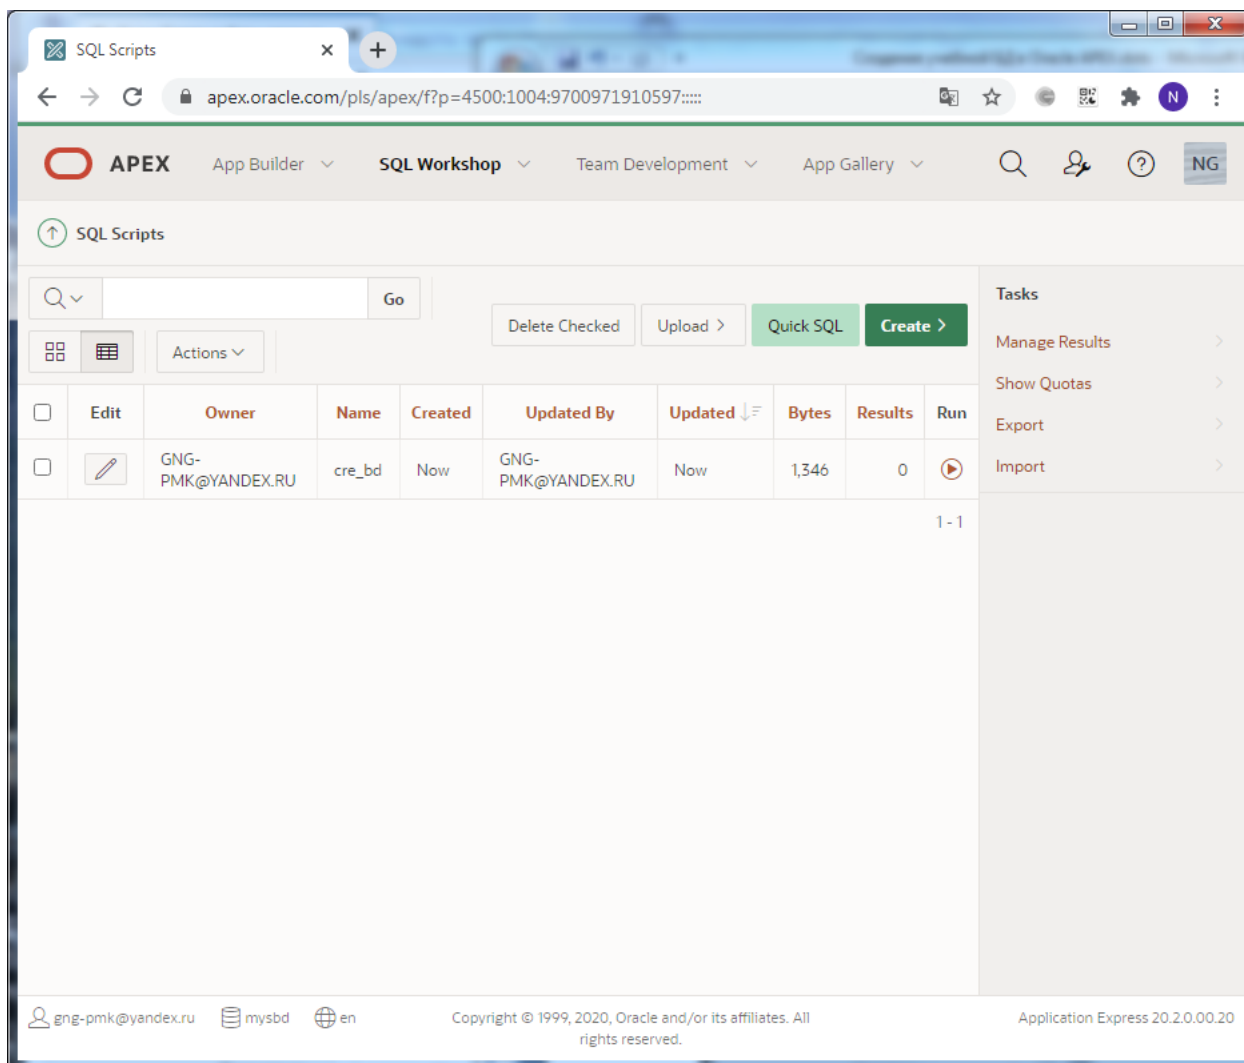 SQL Scripts
apex.oracle.com/pls/apex/f?p=4500:1004:9700971910597:::::
N
APEX App Builder SQL Workshop Team Development App Gallery NG
SQL Scripts
Go
Delete Checked Upload Quick SQL Create
Actions
Tasks
Manage Results
Show Quotas
Export
Import
Edit Owner Name Created Updated By Updated Bytes Results Run
GNG-
PMK@YANDEX.RU cre_bd Now GNG-
PMK@YANDEX.RU Now 1,346 0
1 - 1
gng-pmk@yandex.ru mysbd en
Copyright © 1999, 2020, Oracle and/or its affiliates. All
rights reserved.
Application Express 20.2.0.00.20